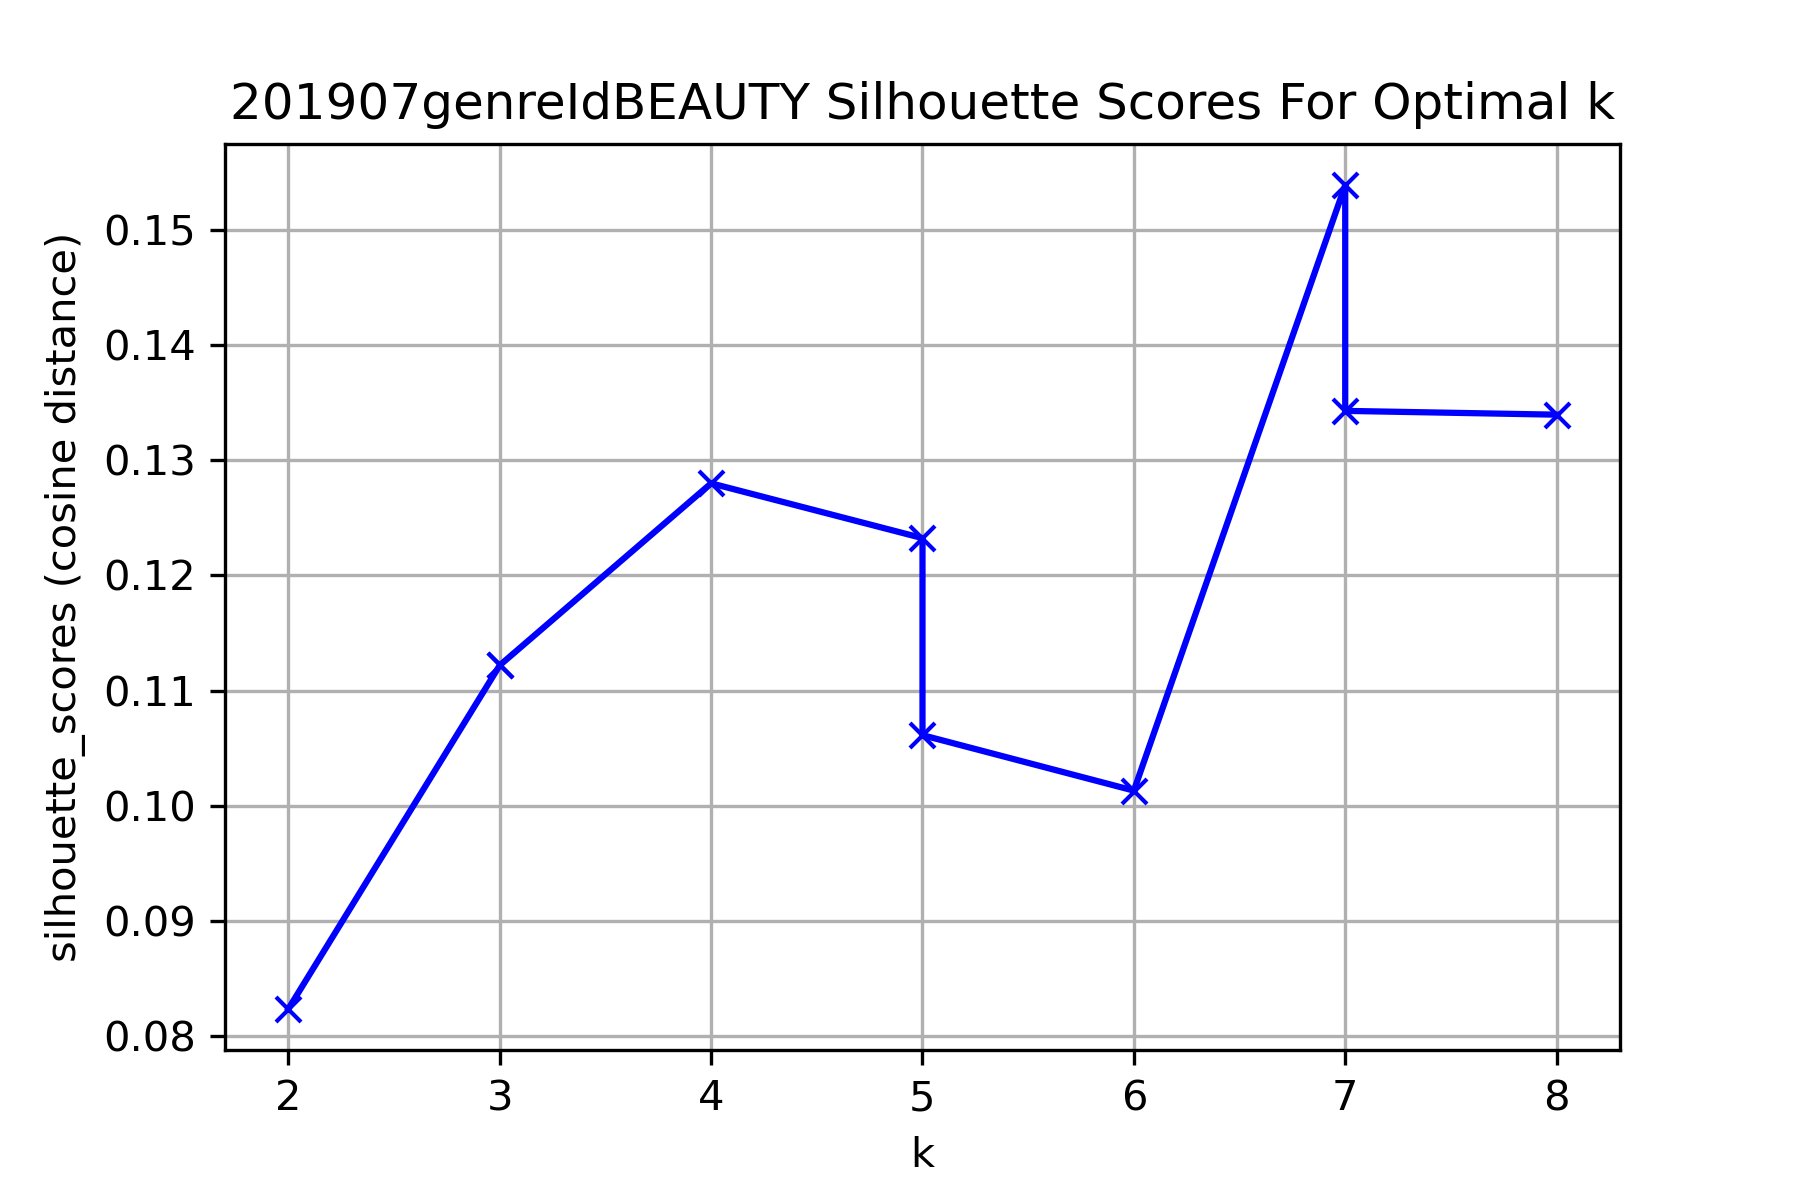 201907genreIdBEAUTY Silhouette Scores For Optimal k
silhouette_scores (cosine distance)
0.15
0.14
0.13
0.12
0.11
0.10
0.09
0.08
2 3 4 5 6 7 8
k